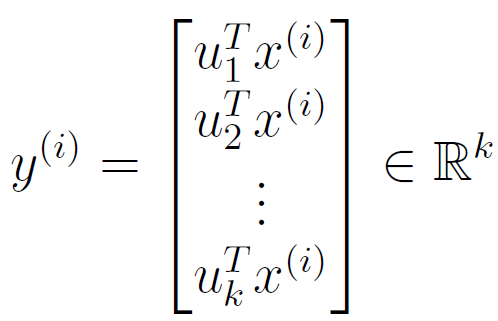 u_1^T x^{(i)}
u_2^T x^{(i)}
y^{(i)} = ⋮ ∈ ℝ^k
u_k^T x^{(i)}